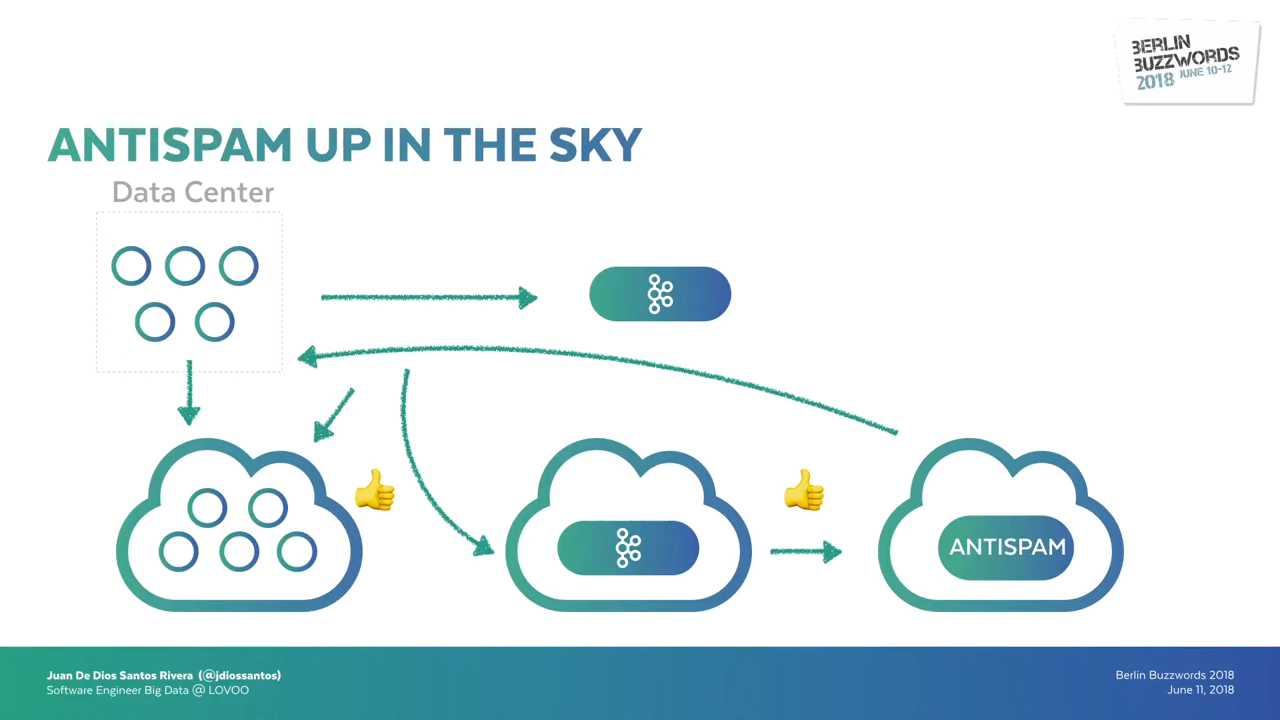 BERLIN
BUZZWORDS
2018 JUNE 10-12
ANTISPAM UP IN THE SKY
Data Center
ANTISPAM
Juan De Dios Santos Rivera (@jdiossantos)
Software Engineer Big Data @ LOVOO
Berlin Buzzwords 2018
June 11, 2018